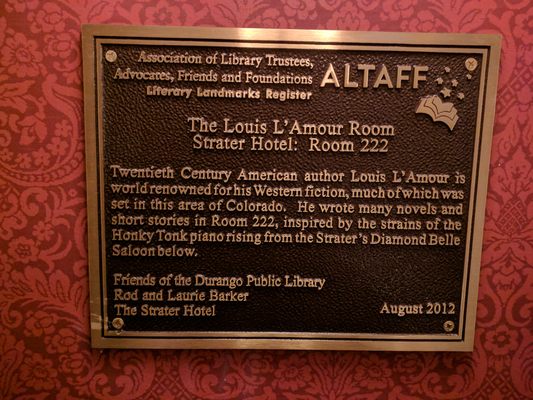 Association of Library Trustees,
Advocates, Friends and Foundations
Literary Landmarks Register
ALTAFF
The Louis L'Amour Room
Strater Hotel: Room 222
Twentieth Century American author Louis L'Amour is
world renowned for his Western fiction, much of which was
set in this area of Colorado. He wrote many novels and
short stories in Room 222, inspired by the strains of the
Honky Tonk piano rising from the Strater's Diamond Belle
Saloon below.
Friends of the Durango Public Library
Rod and Laurie Barker
The Strater Hotel
August 2012